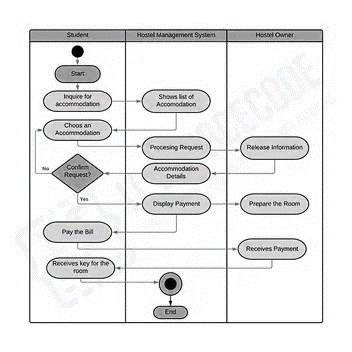 Student
Hostel Management System
Hostel Owner
Start
Inquire for
accommodation
Shows list of
Accomodation
Choos an
Accommodation
Procesing Request
Release Information
Confirm
Request?
Accommodation
Details
No
Yes
Display Payment
Prepare the Room
Pay the Bill
Receives Payment
Receives key for the
room
End